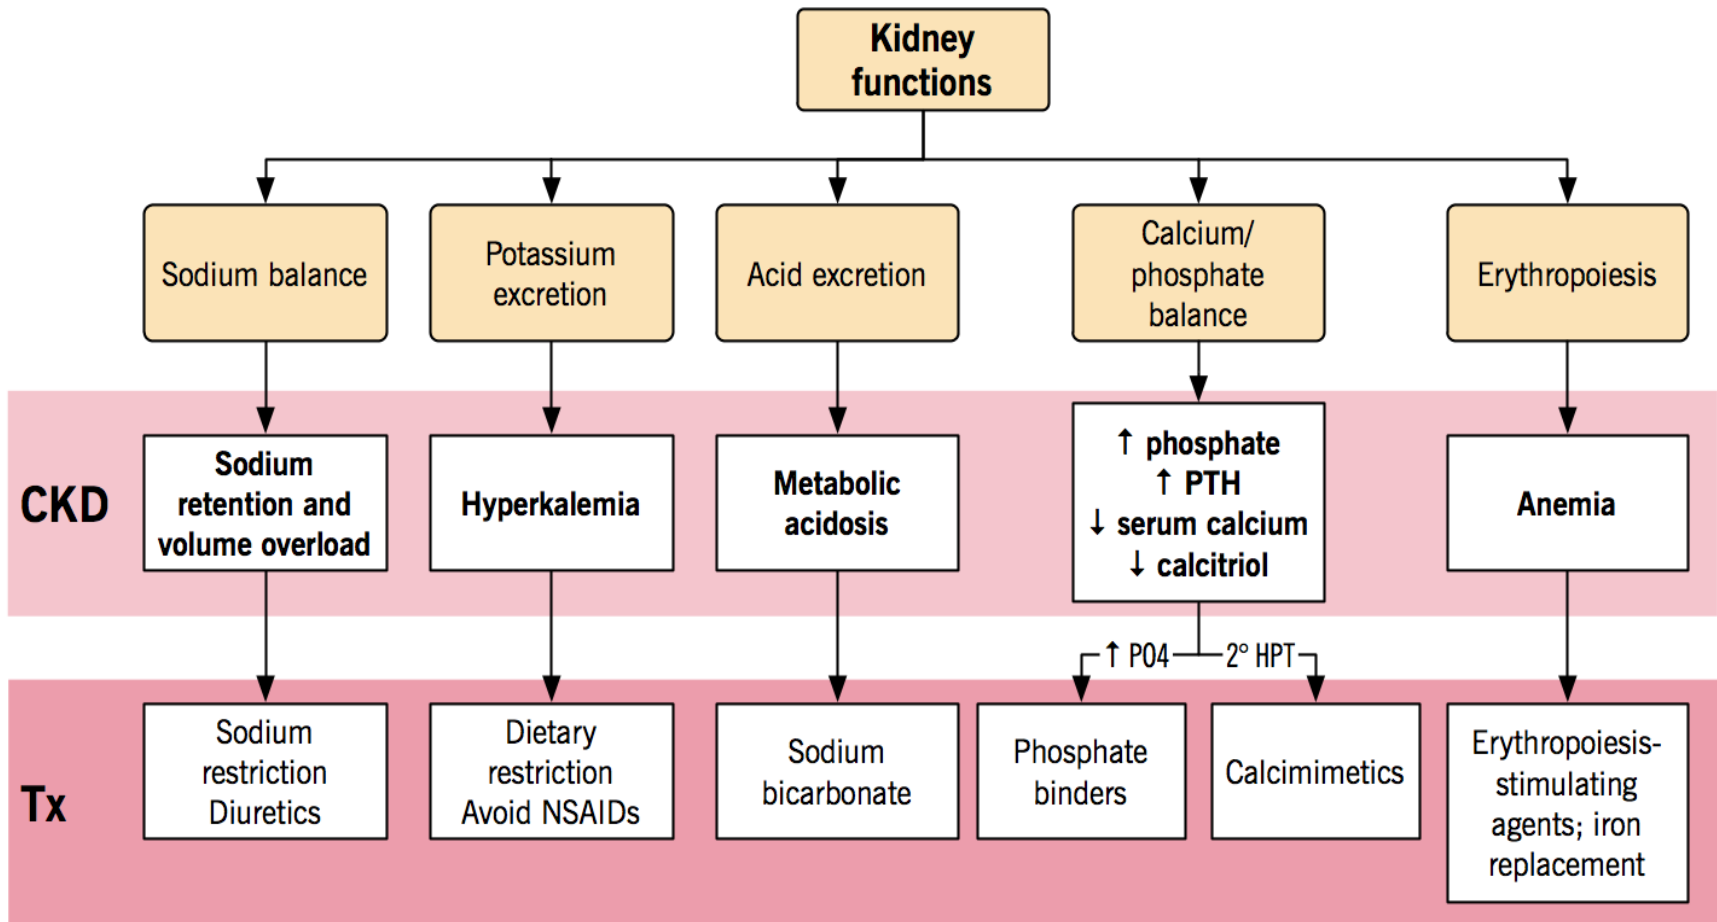 Kidney
functions
Sodium balance
Potassium
excretion
Acid excretion
Calcium/
phosphate
balance
Erythropoiesis
CKD
Sodium
retention and
volume overload
Hyperkalemia
Metabolic
acidosis
↑ phosphate
↑ PTH
↓ serum calcium
↓ calcitriol
Anemia
↑ PO4
2° HPT
Tx
Sodium
restriction
Diuretics
Dietary
restriction
Avoid NSAIDs
Sodium
bicarbonate
Phosphate
binders
Calcimimetics
Erythropoiesis-
stimulating
agents; iron
replacement